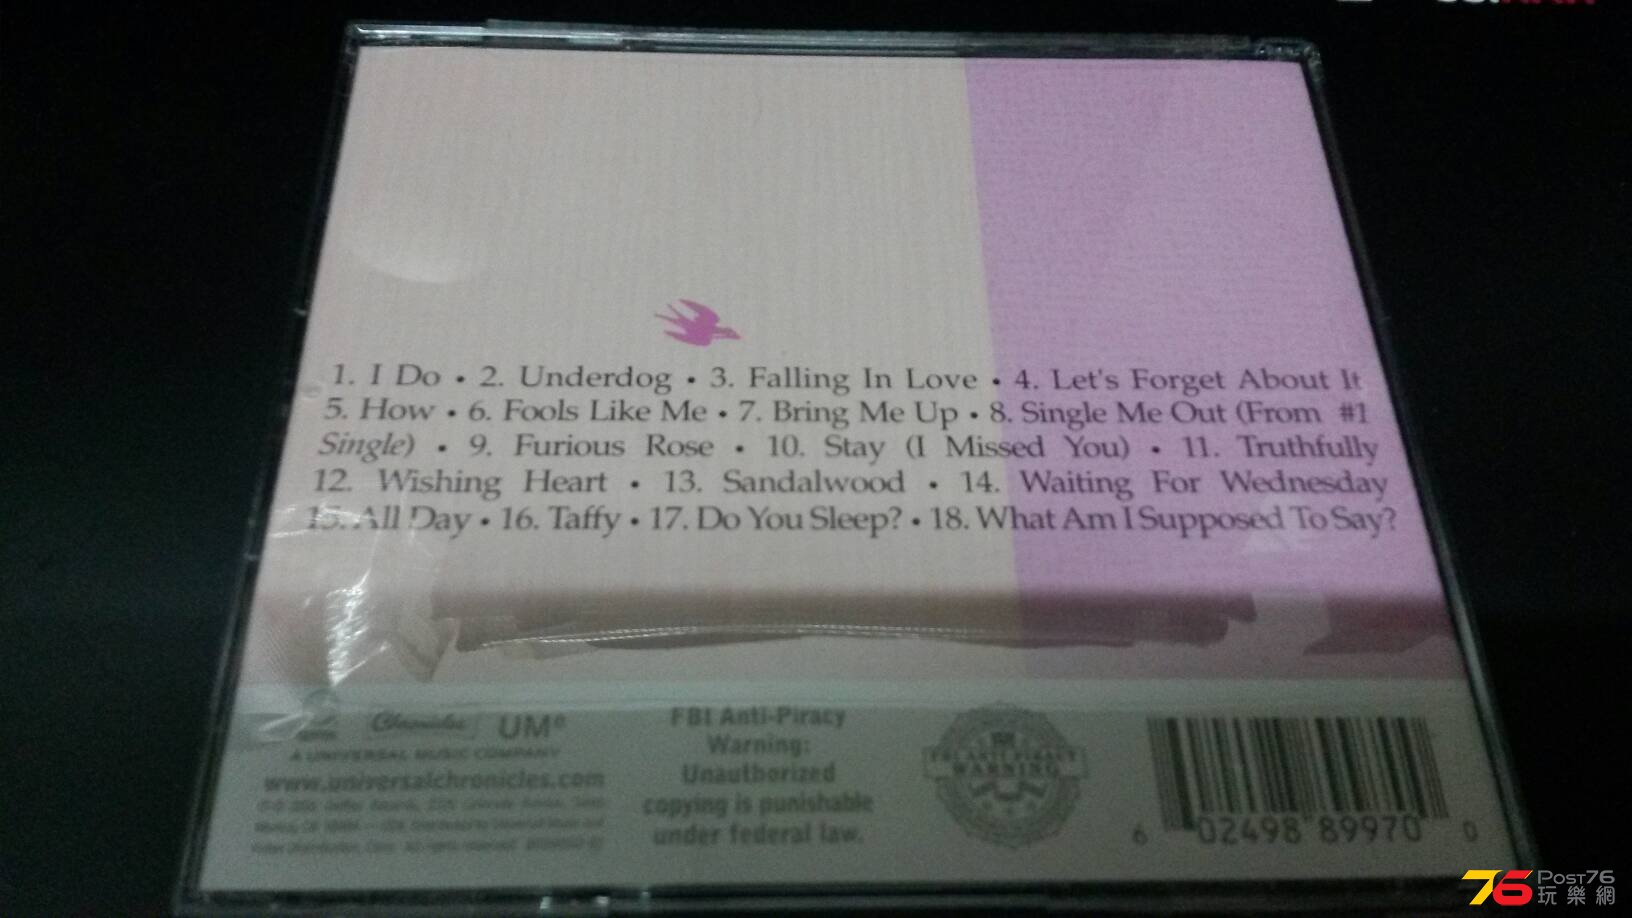 1. I Do • 2. Underdog • 3. Falling In Love • 4. Let's Forget About It
5. How • 6. Fools Like Me • 7. Bring Me Up • 8. Single Me Out (From #1
Single) • 9. Furious Rose • 10. Stay (I Missed You) • 11. Truthfully
12. Wishing Heart • 13. Sandalwood • 14. Waiting For Wednesday
15. All Day • 16. Taffy • 17. Do You Sleep? • 18. What Am I Supposed To Say?
Chronicles UMe
A UNIVERSAL MUSIC COMPANY
www.universalchronicles.com
FBI Anti-Piracy
Warning:
Unauthorized
copying is punishable
under federal law.
FBI ANTI-PIRACY
WARNING
6 02498 89970 0
76 Post76
玩樂網